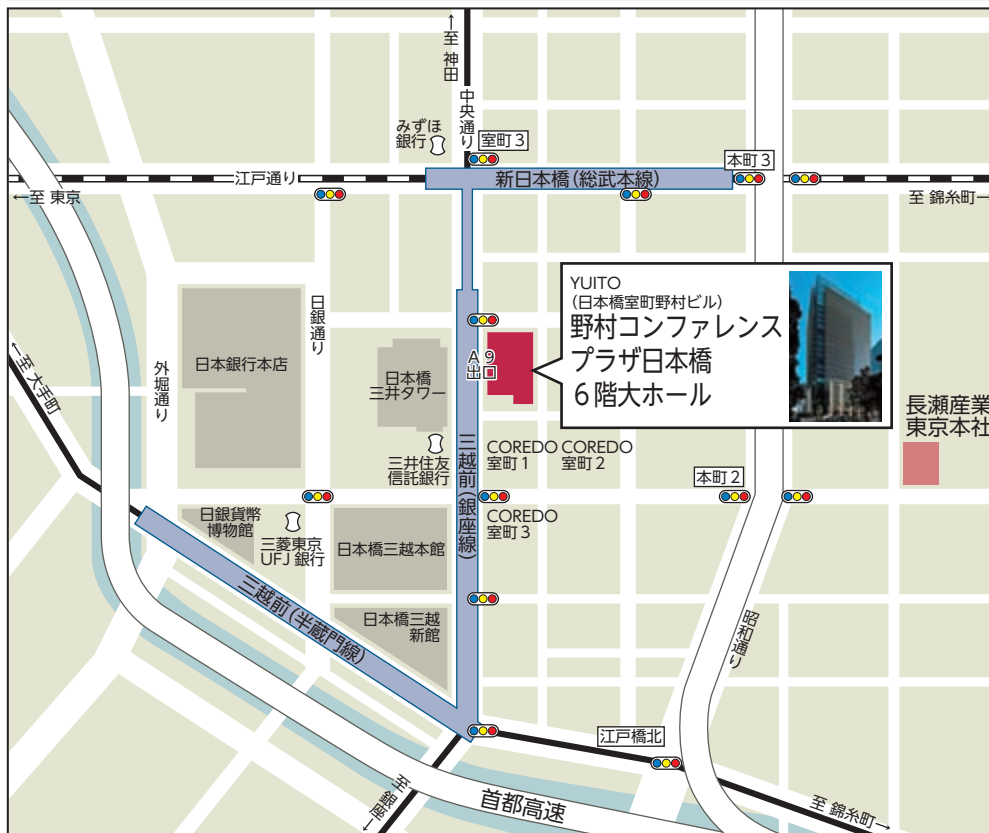 ←至 神田
中央通り
みずほ
銀行
室町3
本町3
江戸通り
新日本橋(総武本線)
←至 東京
至 錦糸町
YUITO
(日本橋室町野村ビル)
野村コンファレンス
プラザ日本橋
6階大ホール
日銀通り
A9
出口
日本銀行本店
日本橋
三井タワー
外堀通り
←至 大手町
長瀬産業
東京本社
三井住友
信託銀行
三越前(銀座線)
COREDO
室町1
COREDO
室町2
本町2
日銀貨幣
博物館
三菱東京
UFJ銀行
日本橋三越本館
COREDO
室町3
三越前(半蔵門線)
日本橋三越
新館
昭和通り
江戸橋北
至 銀座→
首都高速
至 錦糸町→